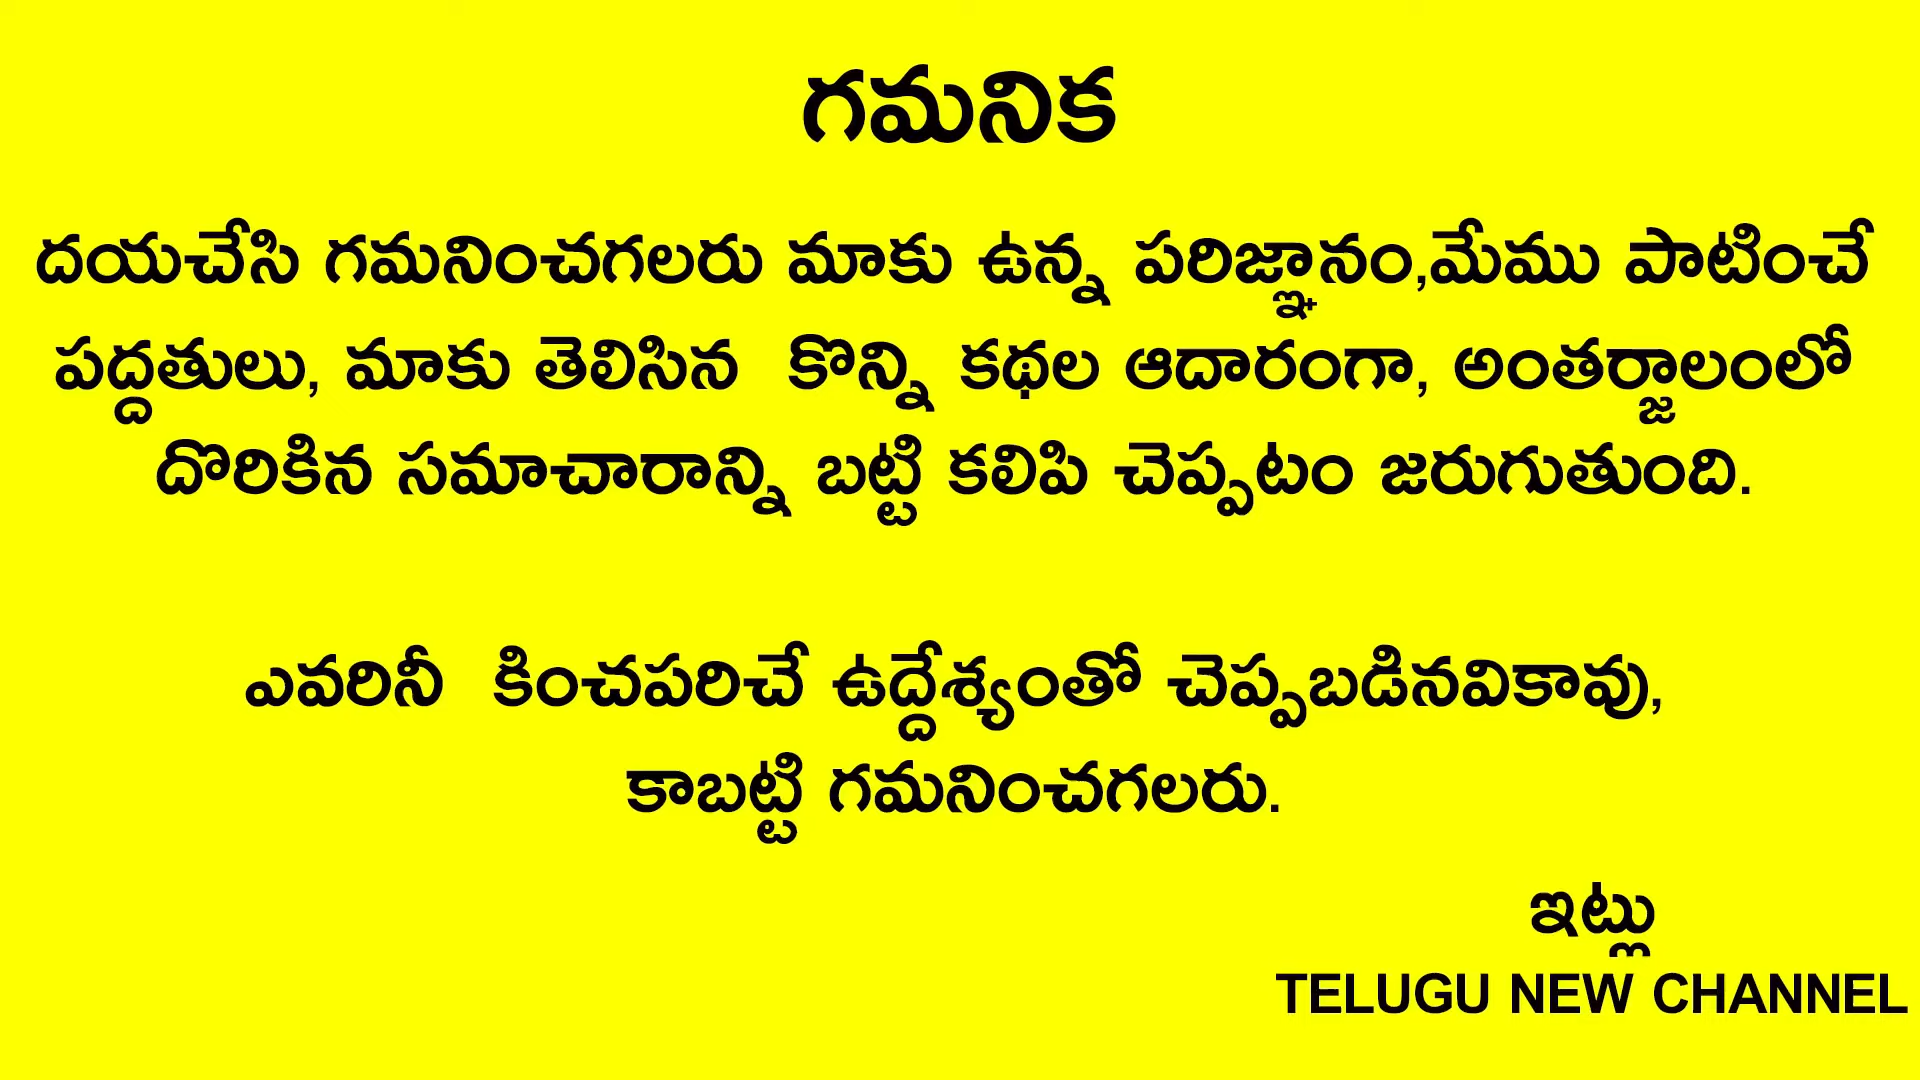 గమనిక
దయచేసి గమనించగలరు మాకు ఉన్న పరిజ్ఞానం,మేము పాటించే
పద్దతులు, మాకు తెలిసిన కొన్ని కథల ఆదారంగా, అంతర్జాలంలో
దొరికిన సమాచారాన్ని బట్టి కలిపి చెప్పటం జరుగుతుంది.
ఎవరినీ కించపరిచే ఉద్దేశ్యంతో చెప్పబడినవికావు,
కాబట్టి గమనించగలరు.
ఇట్లు
TELUGU NEW CHANNEL